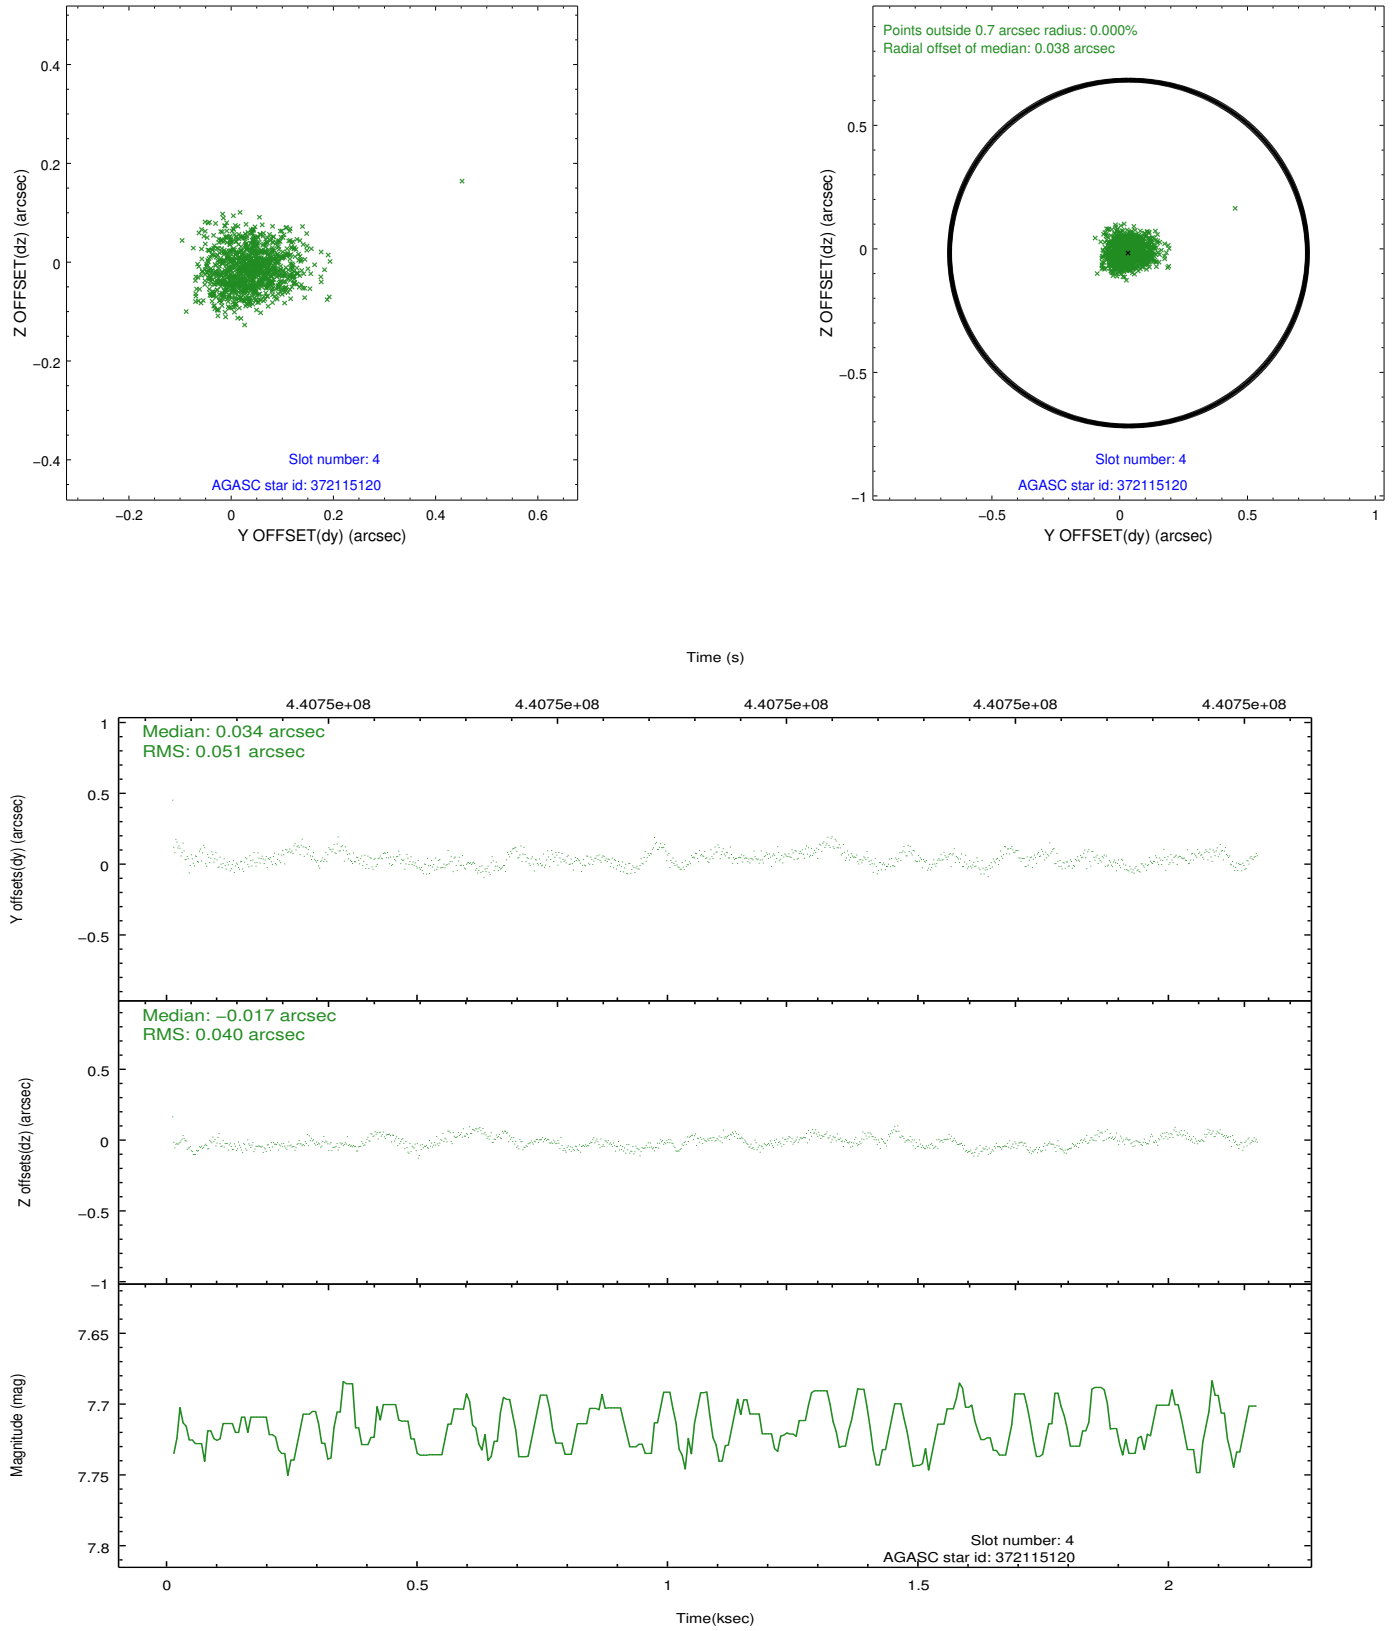 0.4
0.2
0
−0.2
−0.4
Z OFFSET(dz) (arcsec)
Slot number: 4
AGASC star id: 372115120
−0.2 0 0.2 0.4 0.6
Y OFFSET(dy) (arcsec)
Points outside 0.7 arcsec radius: 0.000%
Radial offset of median: 0.038 arcsec
0.5
0
−0.5
−1
Z OFFSET(dz) (arcsec)
Slot number: 4
AGASC star id: 372115120
−0.5 0 0.5 1
Y OFFSET(dy) (arcsec)
Time (s)
4.4075e+08 4.4075e+08 4.4075e+08 4.4075e+08 4.4075e+08
Median: 0.034 arcsec
RMS: 0.051 arcsec
1
0.5
0
−0.5
Y offsets(dy) (arcsec)
Median: −0.017 arcsec
RMS: 0.040 arcsec
0.5
0
−0.5
−1
Z offsets(dz) (arcsec)
7.65
7.7
7.75
7.8
Magnitude (mag)
Slot number: 4
AGASC star id: 372115120
0 0.5 1 1.5 2
Time(ksec)